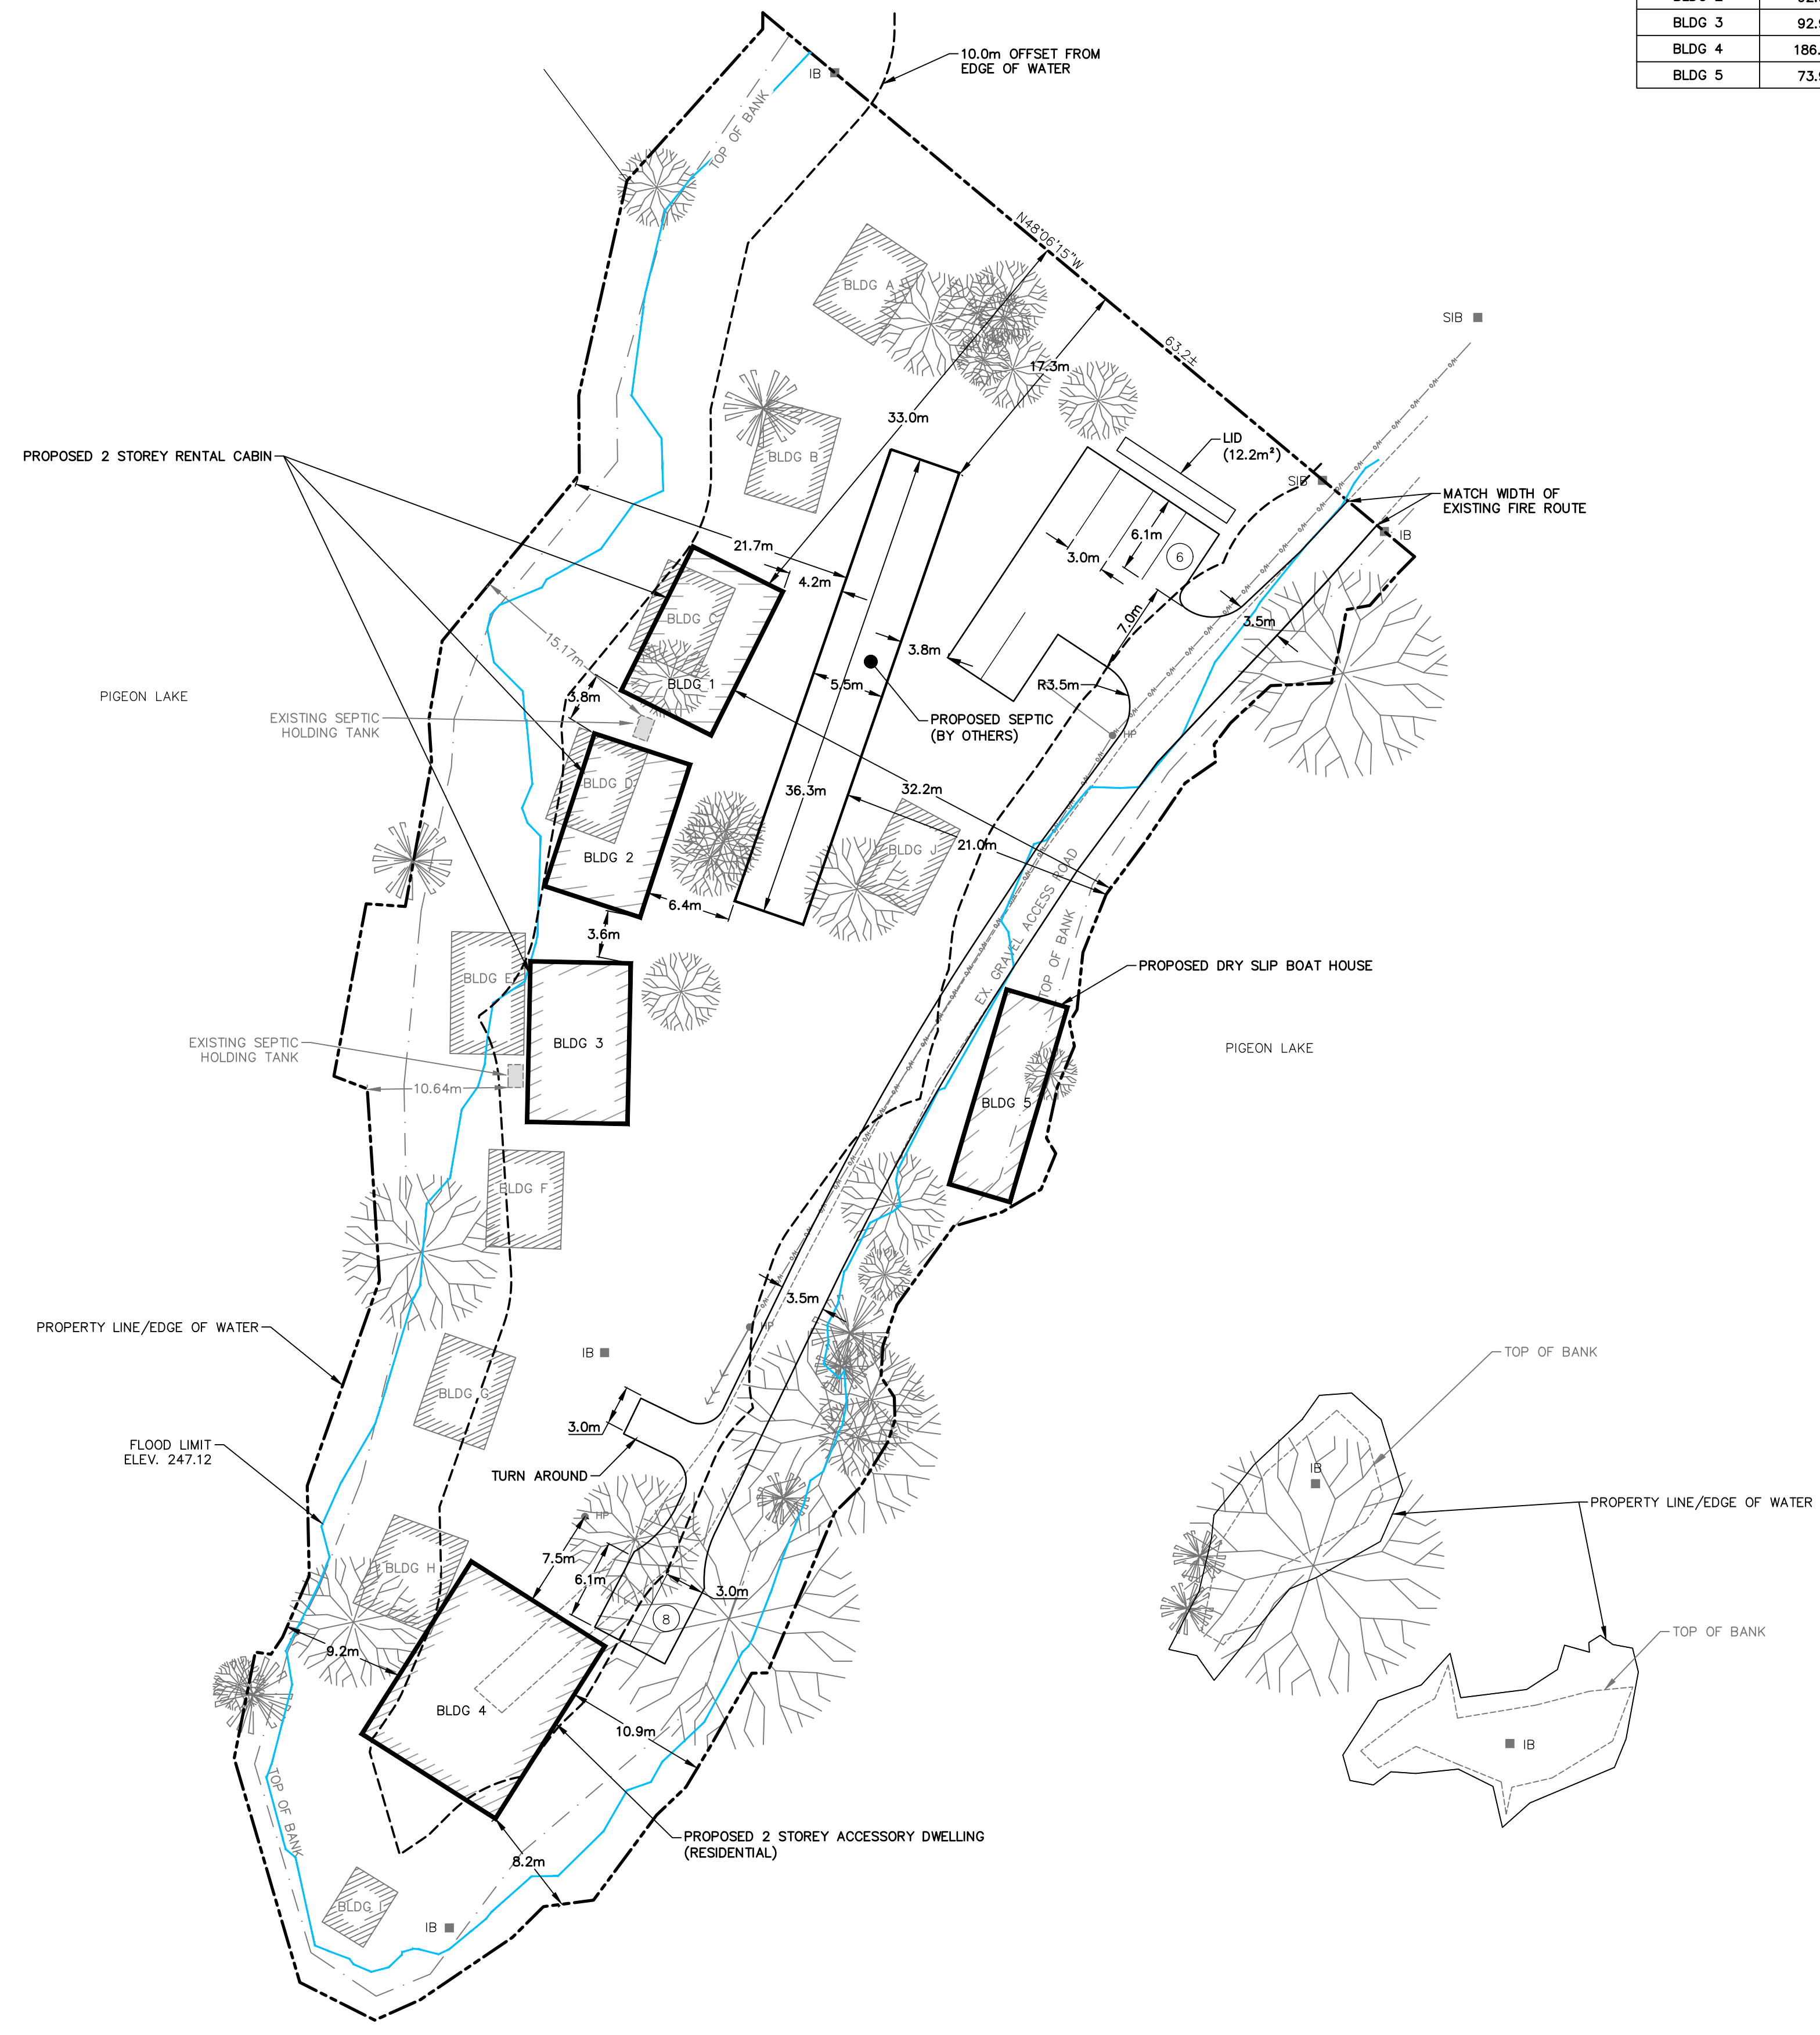 BLDG 3 92.
BLDG 4 186.
BLDG 5 73.
10.0m OFFSET FROM
EDGE OF WATER
IB
TOP OF BANK
N48°06'15"W
BLDG A
SIB
63.2±
17.3m
33.0m
PROPOSED 2 STOREY RENTAL CABIN
BLDG B
LID
(12.2m²)
SIB
MATCH WIDTH OF
EXISTING FIRE ROUTE
IB
6.1m
3.0m
6
21.7m
4.2m
BLDG C
7.0m
3.5m
15.17m
3.8m
BLDG 1
5.5m
R3.5m
3.8m
PIGEON LAKE
EXISTING SEPTIC
HOLDING TANK
PROPOSED SEPTIC
(BY OTHERS)
HP
BLDG D
36.3m
32.2m
BLDG 2
BLDG J
21.0m
6.4m
3.6m
EX. GRAVEL ACCESS ROAD
TOP OF BANK
PROPOSED DRY SLIP BOAT HOUSE
BLDG E
BLDG 3
EXISTING SEPTIC
HOLDING TANK
PIGEON LAKE
10.64m
BLDG 5
BLDG F
3.5m
PROPERTY LINE/EDGE OF WATER
HP
IB
TOP OF BANK
BLDG G
3.0m
FLOOD LIMIT
ELEV. 247.12
TURN AROUND
IB
PROPERTY LINE/EDGE OF WATER
HP
7.5m
BLDG H
6.1m
3.0m
8
TOP OF BANK
9.2m
BLDG 4
10.9m
IB
TOP OF BANK
PROPOSED 2 STOREY ACCESSORY DWELLING
(RESIDENTIAL)
8.2m
BLDG I
IB